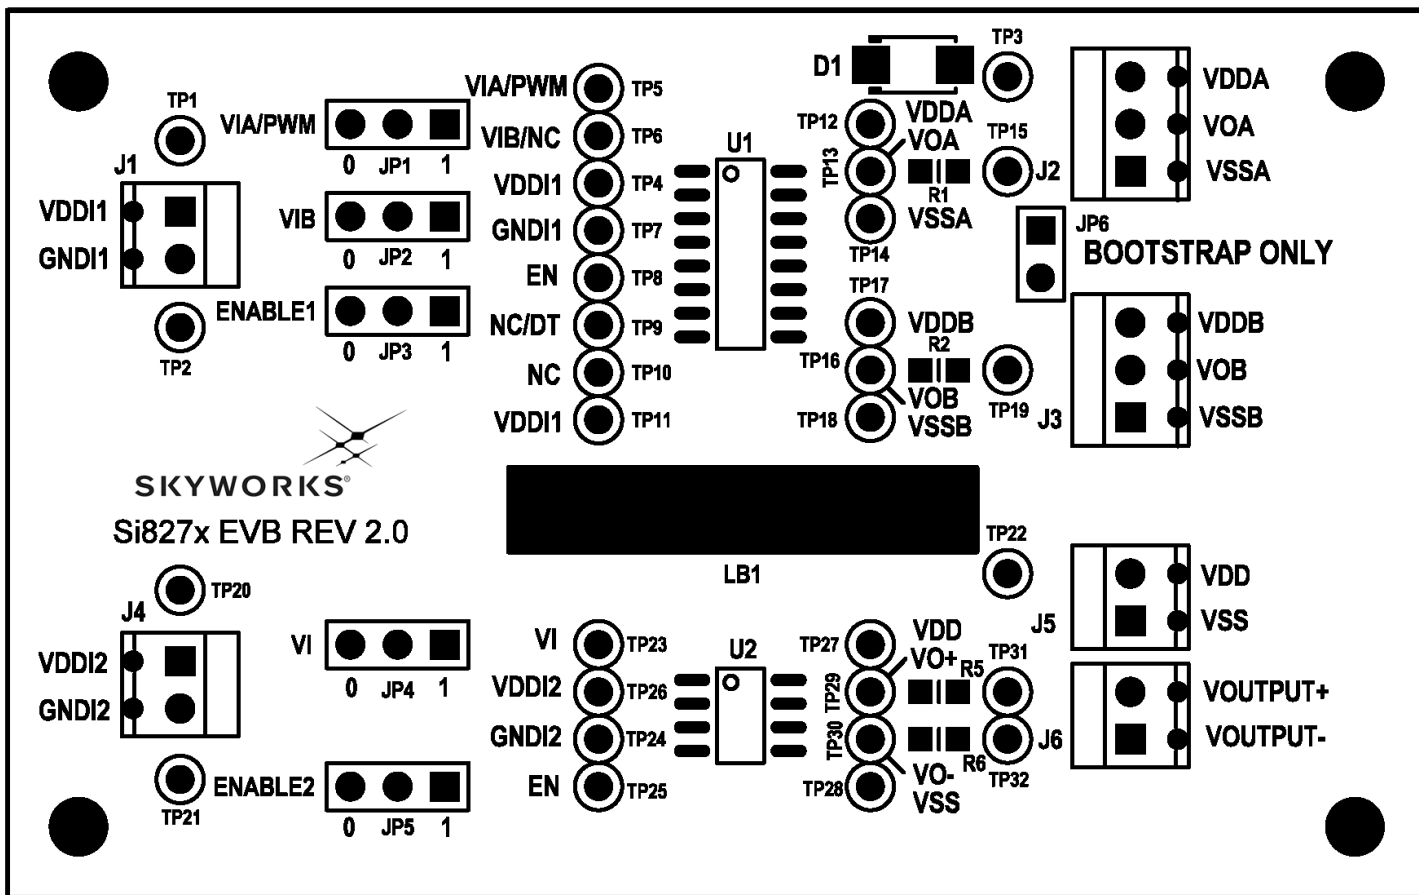 TP1
VIA/PWM
0 JP1 1
J1
VDDI1
GNDI1
VIB
0 JP2 1
ENABLE1
0 JP3 1
TP2
VIA/PWM TP5
VIB/NC TP6
VDDI1 TP4
GNDI1 TP7
EN TP8
NC/DT TP9
NC TP10
VDDI1 TP11
U1
D1
TP3
TP12 VDDA
VOA
TP13
R1
TP15
VSSA
TP14
J2
VDDA
VOA
VSSA
JP6
BOOTSTRAP ONLY
TP17
VDDB
R2
TP16
VOB
TP18 VSSB
TP19
J3
VDDB
VOB
VSSB
SKYWORKS®
Si827x EVB REV 2.0
LB1
TP20
J4
VDDI2
GNDI2
TP21
VI
0 JP4 1
ENABLE2
0 JP5 1
VI TP23
VDDI2 TP26
GNDI2 TP24
EN TP25
U2
TP22
TP27 VDD
VO+
TP29
R5
TP31
TP30
R6
TP32
VO-
TP28 VSS
J5
VDD
VSS
J6
VOUTPUT+
VOUTPUT-